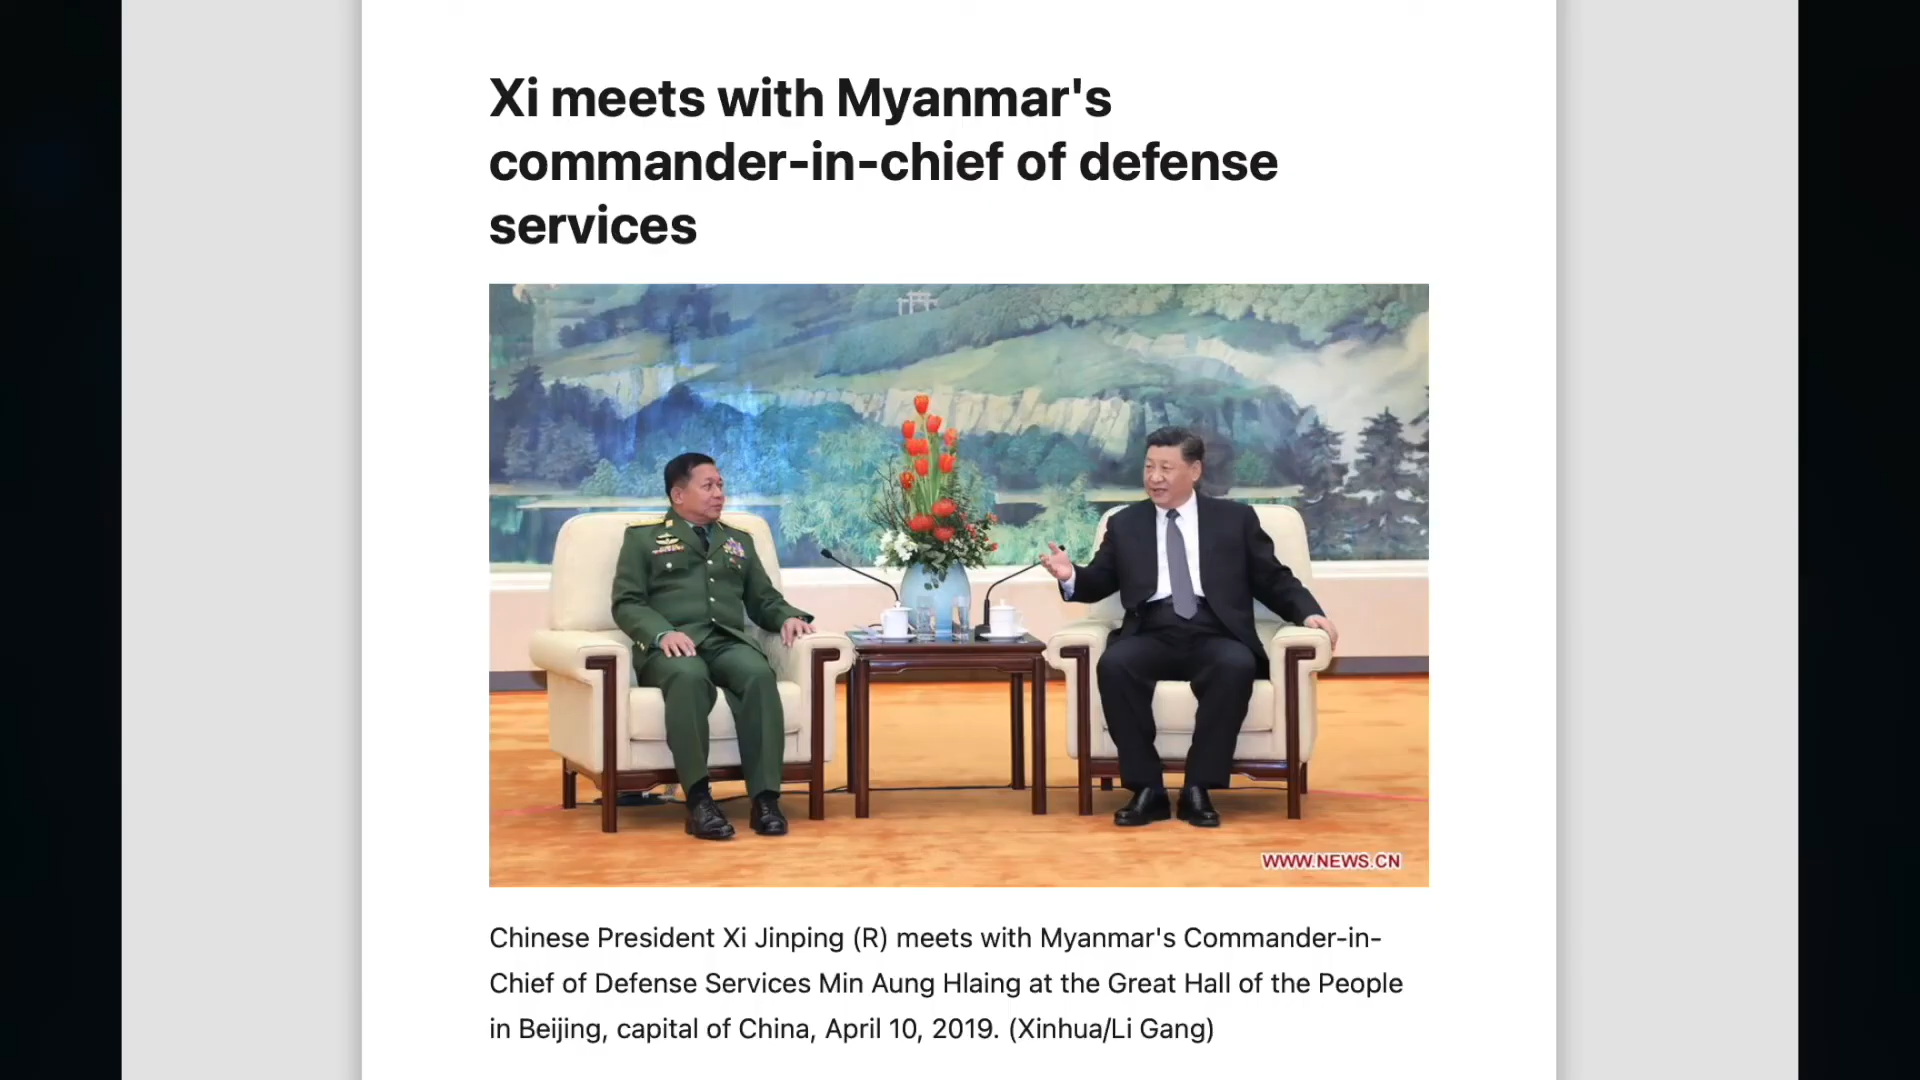 Xi meets with Myanmar's
commander-in-chief of defense
services
WWW.NEWS.CN
Chinese President Xi Jinping (R) meets with Myanmar's Commander-in-
Chief of Defense Services Min Aung Hlaing at the Great Hall of the People
in Beijing, capital of China, April 10, 2019. (Xinhua/Li Gang)